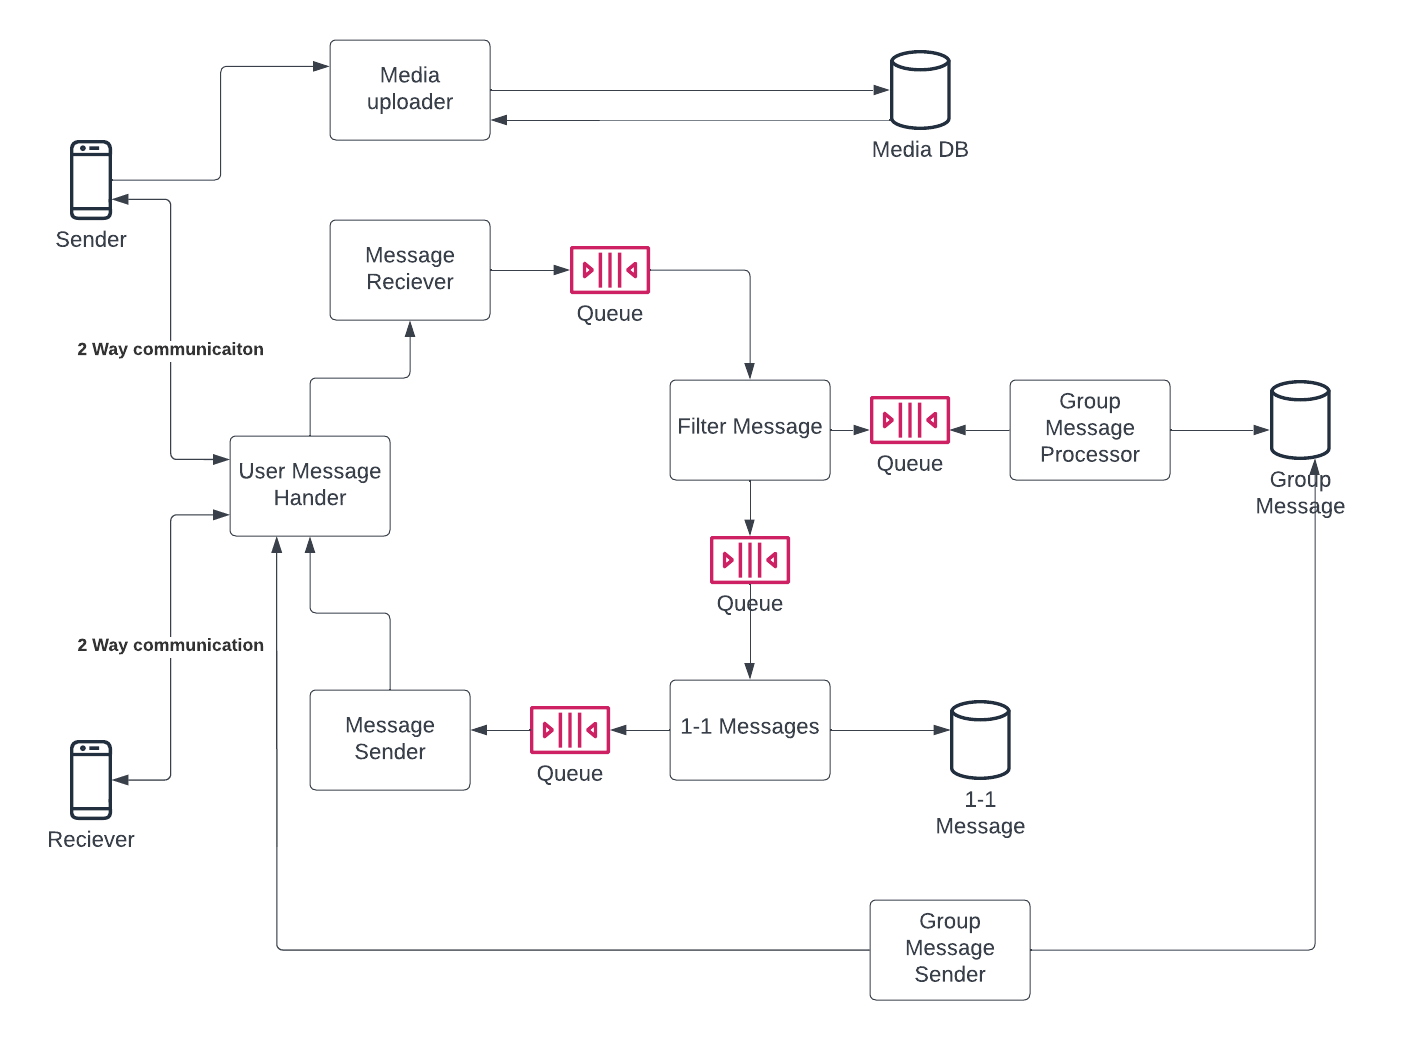 Media
uploader
Media DB
Sender
Message
Reciever
Queue
2 Way communicaiton
Filter Message
Queue
Group
Message
Processor
Group
Message
User Message
Hander
Queue
2 Way communication
Message
Sender
Queue
1-1 Messages
1-1
Message
Reciever
Group
Message
Sender